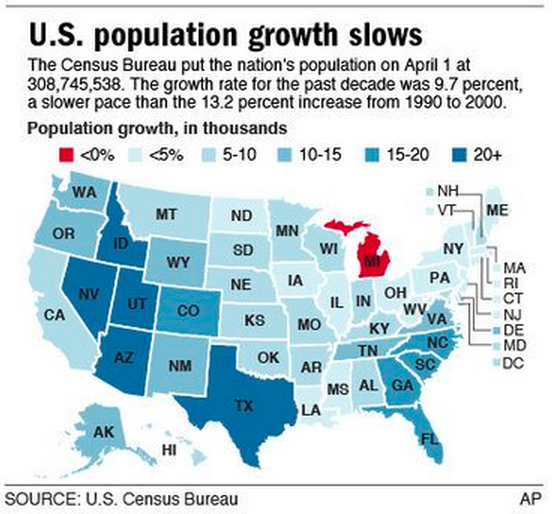 U.S. population growth slows
The Census Bureau put the nation's population on April 1 at
308,745,538. The growth rate for the past decade was 9.7 percent,
a slower pace than the 13.2 percent increase from 1990 to 2000.
Population growth, in thousands
<0% <5% 5-10 10-15 15-20 20+
WA
MT
ND
MN
NH
VT
ME
OR
ID
SD
WI
MI
NY
WY
NE
IA
IL
IN
OH
PA
MA
RI
CT
NJ
DE
MD
DC
NV
UT
CO
KS
MO
KY
WV
VA
CA
AZ
NM
OK
AR
TN
NC
SC
TX
LA
MS
AL
GA
FL
AK
HI
SOURCE: U.S. Census Bureau AP